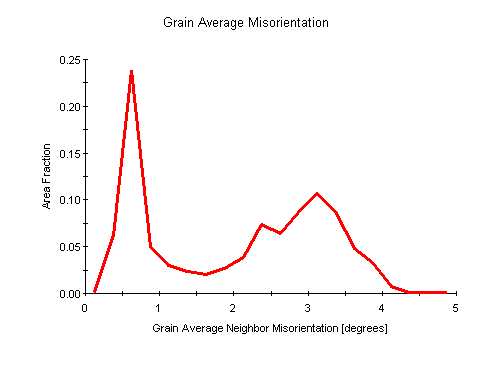 Grain Average Misorientation
0.25
0.20
0.15
0.10
0.05
0.00
Area Fraction
0 1 2 3 4 5
Grain Average Neighbor Misorientation [degrees]